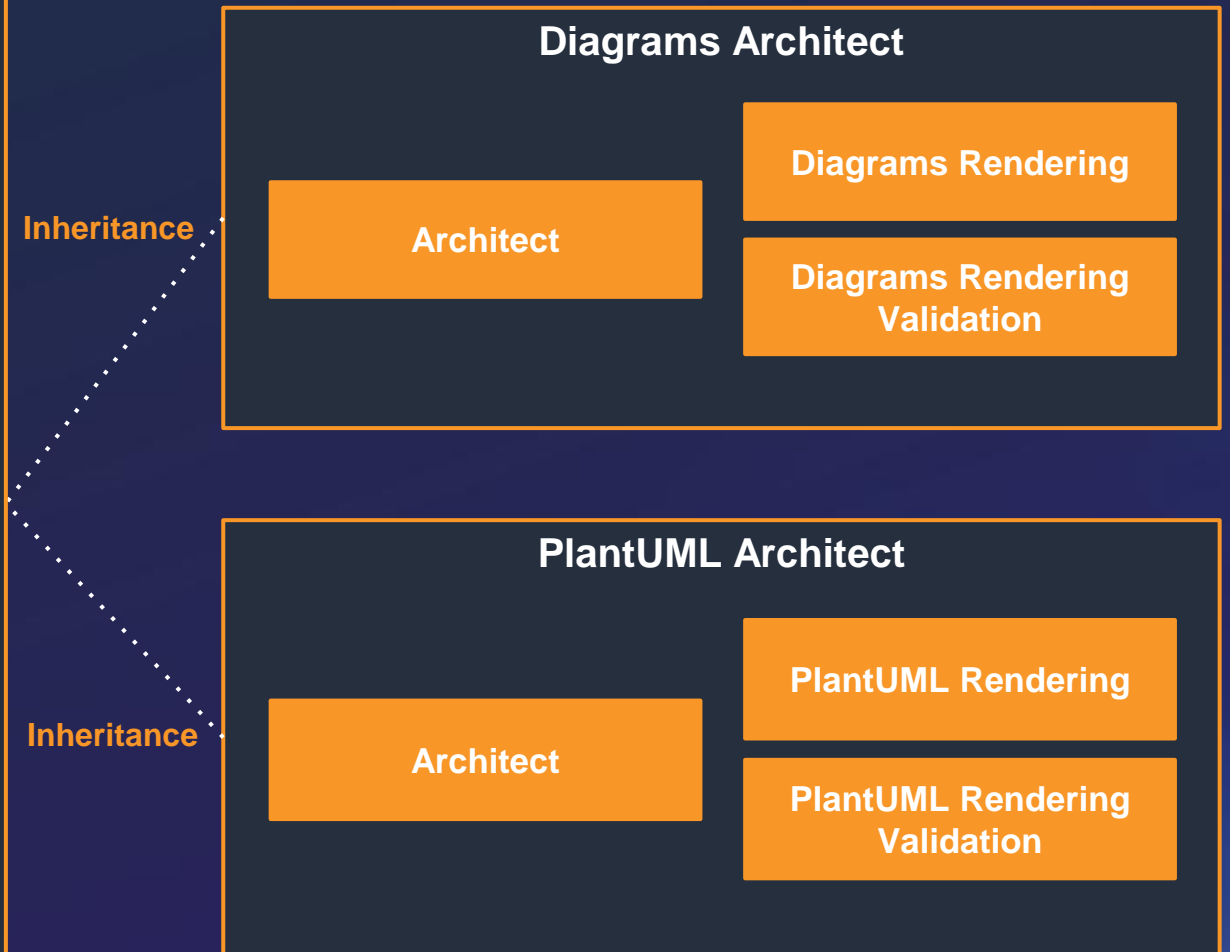 Diagrams Architect
Inheritance
Architect
Diagrams Rendering
Diagrams Rendering
Validation
PlantUML Architect
Inheritance
Architect
PlantUML Rendering
PlantUML Rendering
Validation